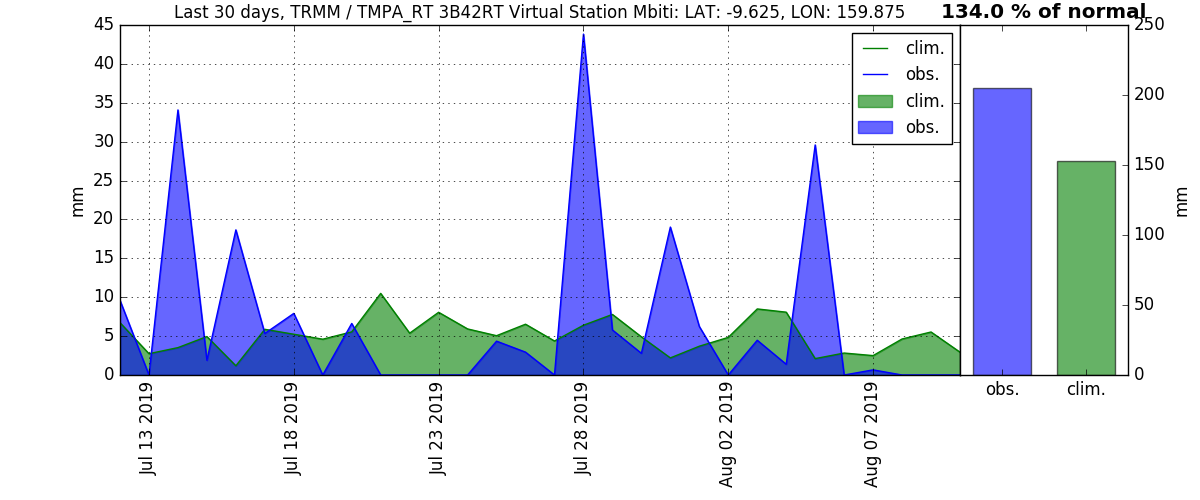 Last 30 days, TRMM / TMPA_RT 3B42RT Virtual Station Mbiti: LAT: -9.625, LON: 159.875
134.0 % of normal
45
40
35
30
25
20
15
10
5
0
mm
clim.
obs.
clim.
obs.
Jul 13 2019
Jul 18 2019
Jul 23 2019
Jul 28 2019
Aug 02 2019
Aug 07 2019
250
200
150
100
50
0
mm
obs.
clim.